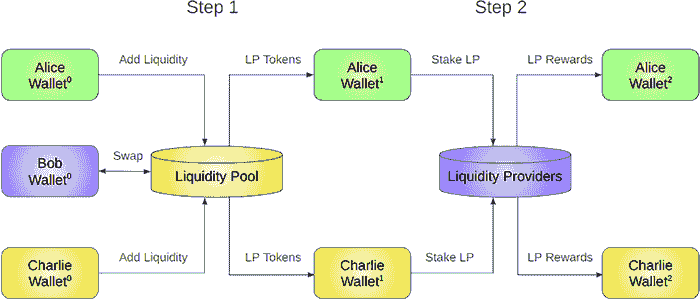 Step 1
Step 2
Alice
Wallet⁰
Add Liquidity
LP Tokens
Alice
Wallet¹
Stake LP
LP Rewards
Alice
Wallet²
Bob
Wallet⁰
Swap
Liquidity Pool
Liquidity Providers
Charlie
Wallet⁰
Add Liquidity
LP Tokens
Charlie
Wallet¹
Stake LP
LP Rewards
Charlie
Wallet²